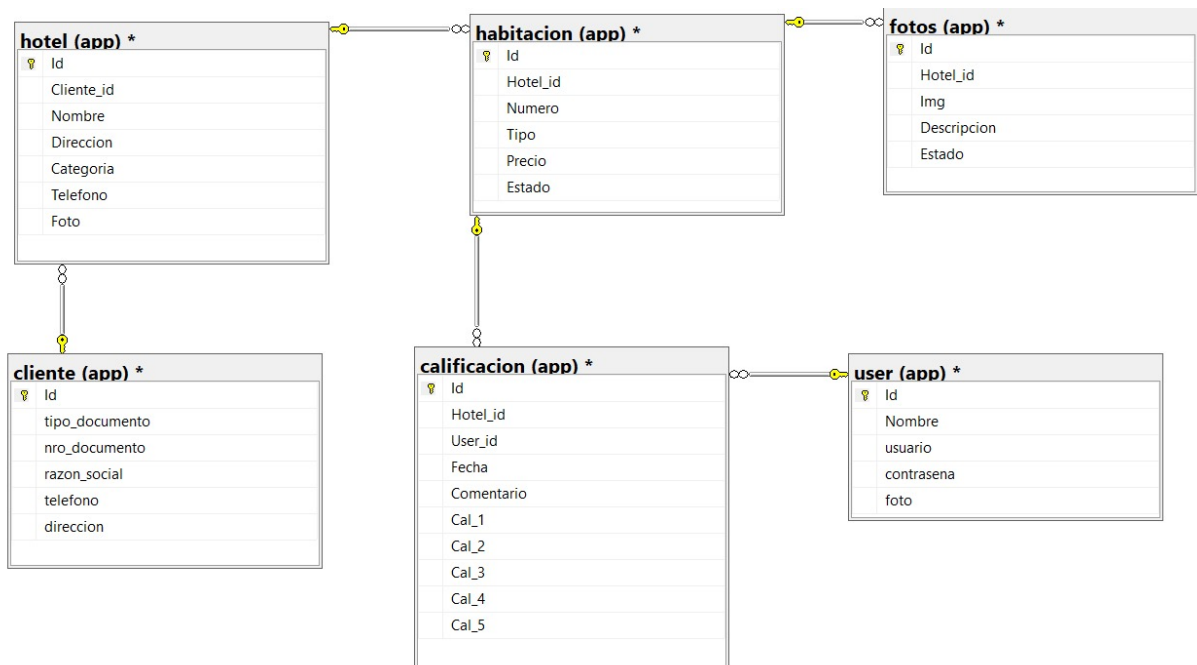 hotel (app) *
Id
Cliente_id
Nombre
Direccion
Categoria
Telefono
Foto
habitacion (app) *
Id
Hotel_id
Numero
Tipo
Precio
Estado
fotos (app) *
Id
Hotel_id
Img
Descripcion
Estado
cliente (app) *
Id
tipo_documento
nro_documento
razon_social
telefono
direccion
calificacion (app) *
Id
Hotel_id
User_id
Fecha
Comentario
Cal_1
Cal_2
Cal_3
Cal_4
Cal_5
user (app) *
Id
Nombre
usuario
contrasena
foto